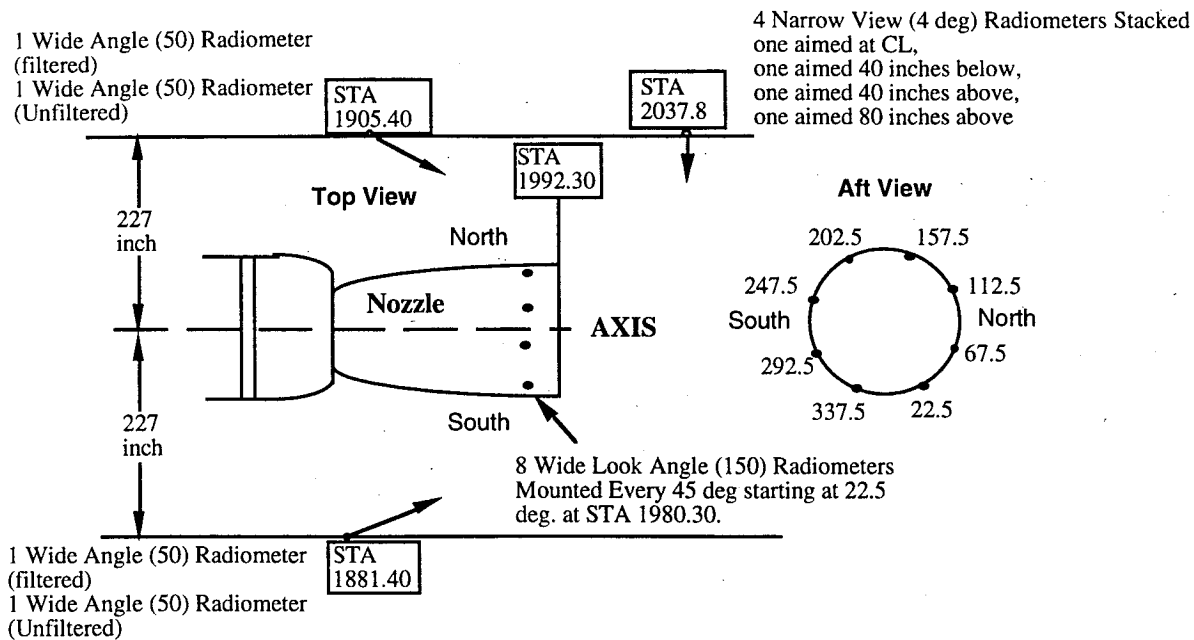 1 Wide Angle (50) Radiometer
(filtered)
1 Wide Angle (50) Radiometer
(Unfiltered)
STA
1905.40
STA
2037.8
4 Narrow View (4 deg) Radiometers Stacked
one aimed at CL,
one aimed 40 inches below,
one aimed 40 inches above,
one aimed 80 inches above
STA
1992.30
Top View
227
inch
North
Nozzle
AXIS
South
227
inch
Aft View
202.5
157.5
247.5
112.5
South
North
292.5
67.5
337.5
22.5
8 Wide Look Angle (150) Radiometers
Mounted Every 45 deg starting at 22.5
deg. at STA 1980.30.
1 Wide Angle (50) Radiometer
(filtered)
1 Wide Angle (50) Radiometer
(Unfiltered)
STA
1881.40